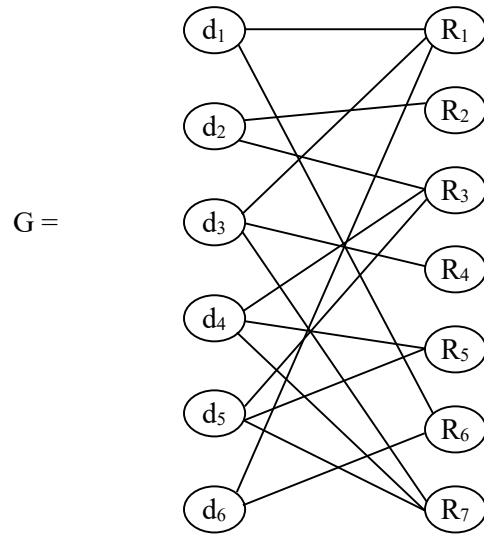 d₁ R₁
d₂ R₂
d₃ R₃
G =
d₄ R₄
d₅ R₅
d₆ R₆
R₇